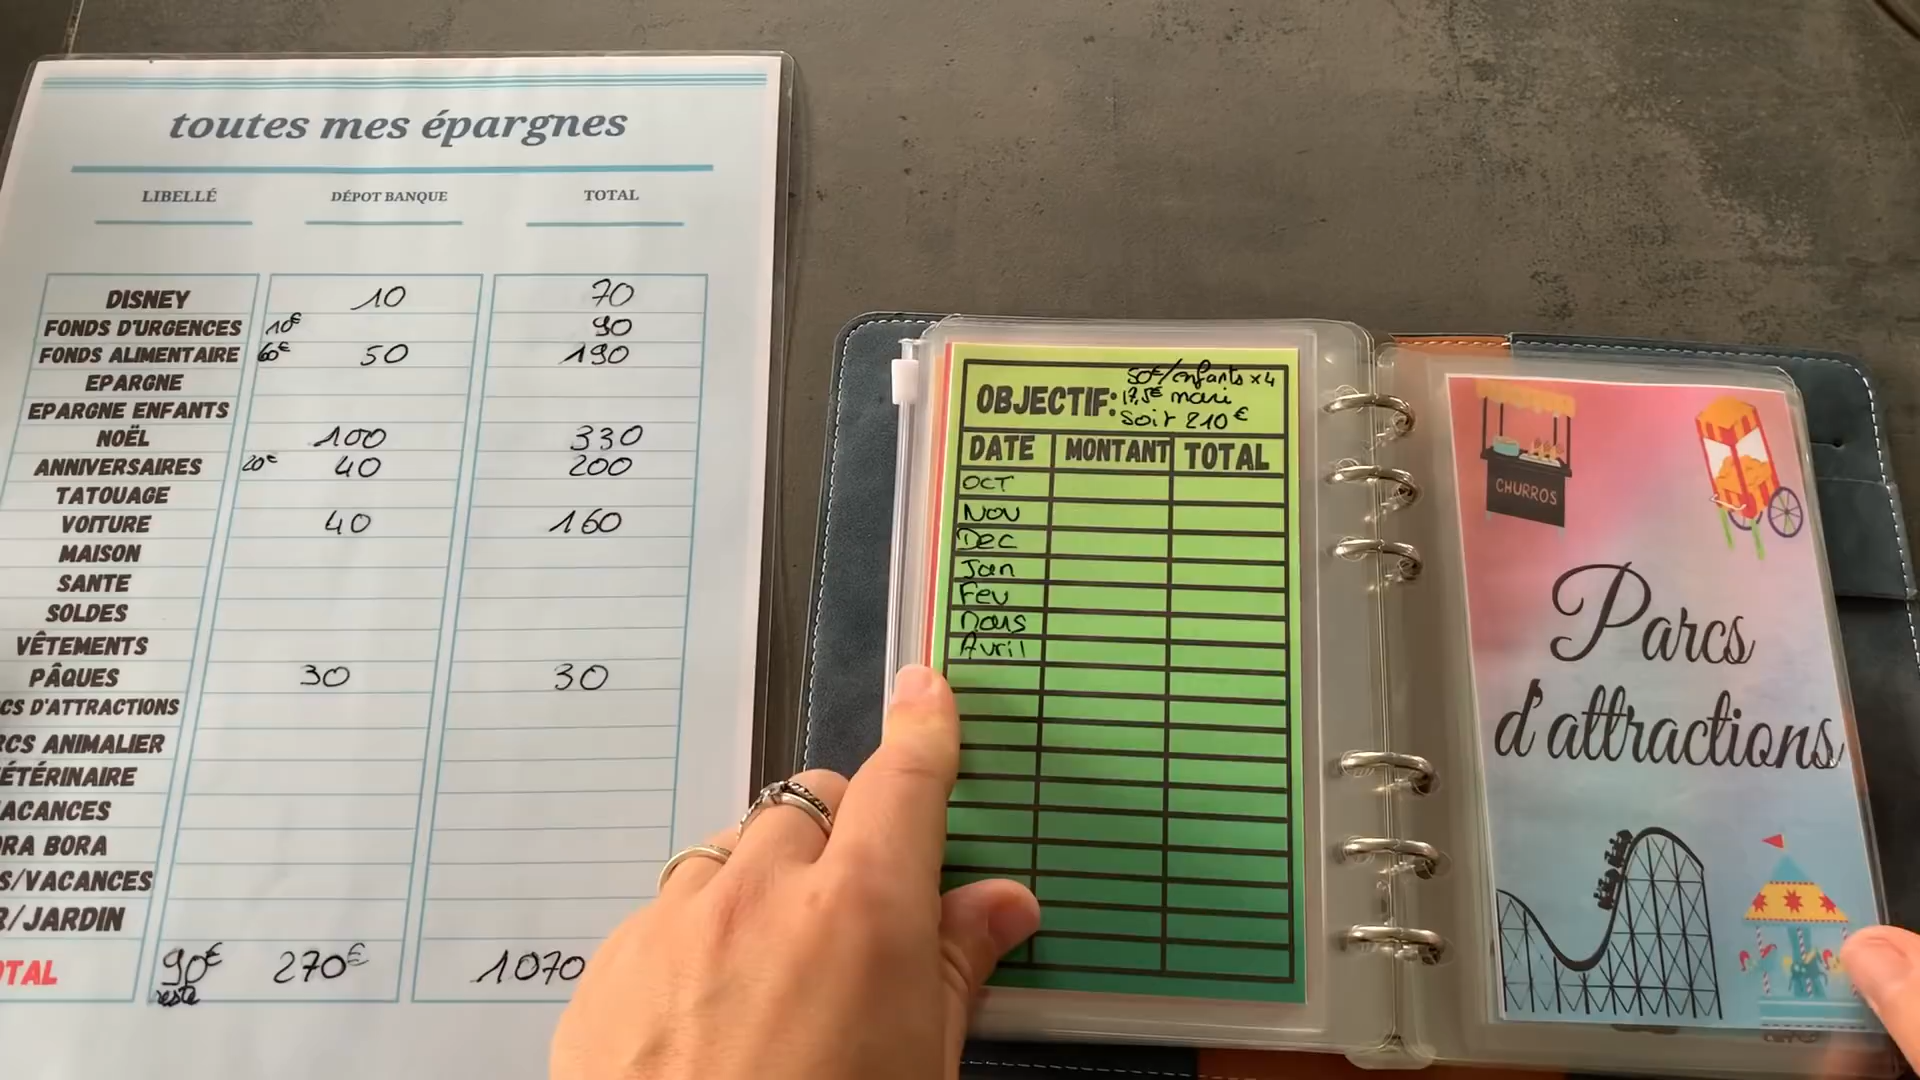 toutes mes épargnes
LIBELLÉ DÉPOT BANQUE TOTAL
DISNEY 10 70
FONDS D'URGENCES 10€ 90
FONDS ALIMENTAIRE 60€ 50 190
EPARGNE
EPARGNE ENFANTS
NOËL 100 330
ANNIVERSAIRES 20€ 40 200
TATOUAGE
VOITURE 40 160
MAISON
SANTE
SOLDES
VÊTEMENTS
PÂQUES 30 30
CS D'ATTRACTIONS
RCS ANIMALIER
ÉTÉRINAIRE
ACANCES
ORA BORA
S/VACANCES
R/JARDIN
OTAL 90€ 270€ 1070
reste
50€/enfants x4
OBJECTIF: mari
soit 210€
DATE MONTANT TOTAL
OCT
Nov
Dec
Jan
Fev
Mars
Avril
CHURROS
Parcs
d'attractions